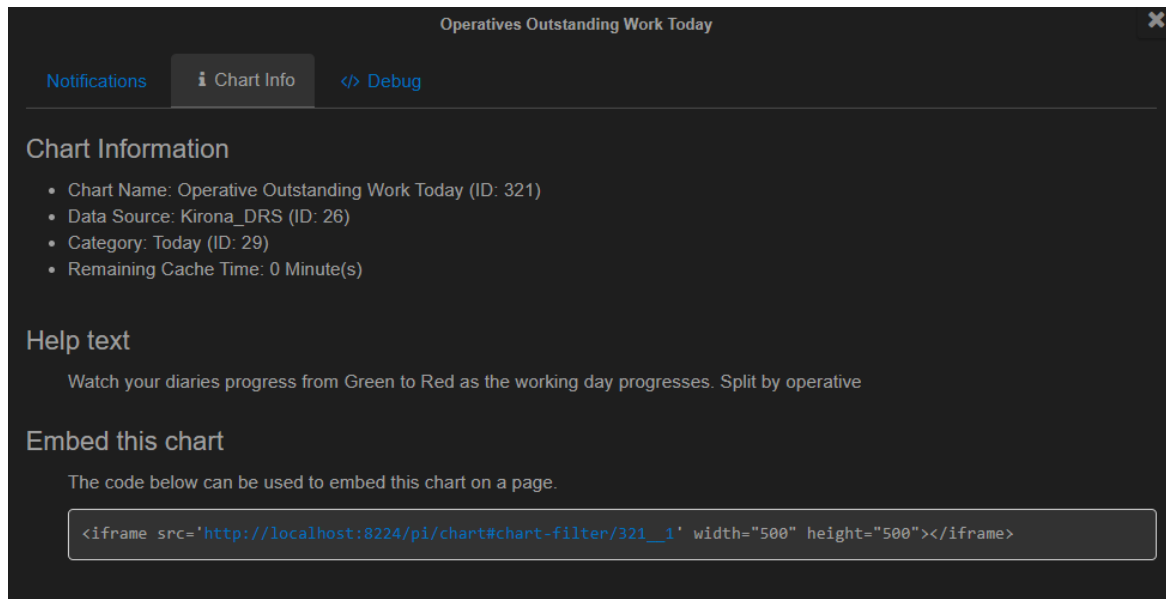 Operatives Outstanding Work Today
Notifications
Chart Info
</> Debug
Chart Information
• Chart Name: Operative Outstanding Work Today (ID: 321)
• Data Source: Kirona_DRS (ID: 26)
• Category: Today (ID: 29)
• Remaining Cache Time: 0 Minute(s)
Help text
Watch your diaries progress from Green to Red as the working day progresses. Split by operative
Embed this chart
The code below can be used to embed this chart on a page.
<iframe src='http://localhost:8224/pi/chart#chart-filter/321__1' width="500" height="500"></iframe>